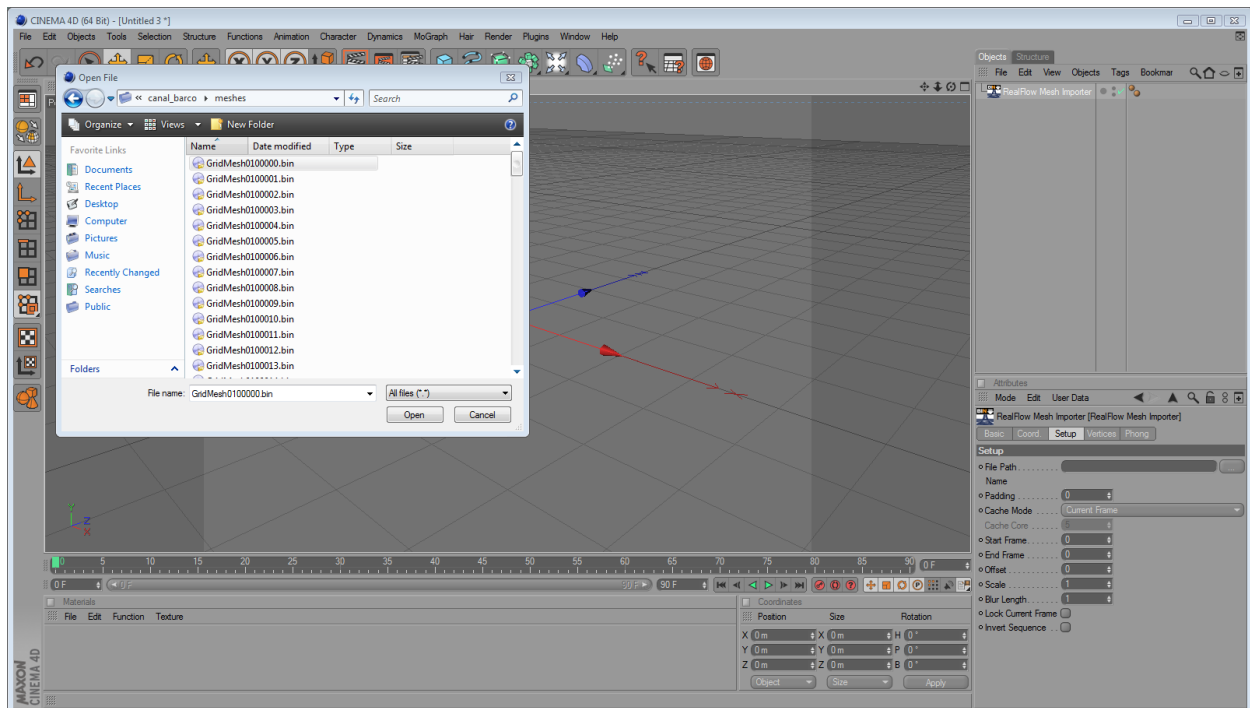 CINEMA 4D (64 Bit) - [Untitled 3 *]
File Edit Objects Tools Selection Structure Functions Animation Character Dynamics MoGraph Hair Render Plugins Window Help
Open File
« canal_barco meshes
Search
Organize Views New Folder
Favorite Links
Documents
Recent Places
Desktop
Computer
Pictures
Music
Recently Changed
Searches
Public
Folders
Name Date modified Type Size
GridMesh0100000.bin
GridMesh0100001.bin
GridMesh0100002.bin
GridMesh0100003.bin
GridMesh0100004.bin
GridMesh0100005.bin
GridMesh0100006.bin
GridMesh0100007.bin
GridMesh0100008.bin
GridMesh0100009.bin
GridMesh0100010.bin
GridMesh0100011.bin
GridMesh0100012.bin
GridMesh0100013.bin
File name: GridMesh0100000.bin All files (*.*)
Open Cancel
Y
Z
X
0 5 10 15 20 25 30 35 40 45 50 55 60 65 70 75 80 85 90 0 F
0 F 0 F 90 F 90 F
Materials
File Edit Function Texture
Coordinates
Position Size Rotation
X 0 m X 0 m H 0 °
Y 0 m Y 0 m P 0 °
Z 0 m Z 0 m B 0 °
Object Size Apply
MAXON
CINEMA 4D
Objects Structure
File Edit View Objects Tags Bookmar
RealFlow Mesh Importer
Attributes
Mode Edit User Data
RealFlow Mesh Importer [RealFlow Mesh Importer]
Basic Coord. Setup Vertices Phong
Setup
File Path
Name
Padding 0
Cache Mode Current Frame
Cache Core 5
Start Frame 0
End Frame 0
Offset 0
Scale 1
Blur Length 1
Lock Current Frame
Invert Sequence